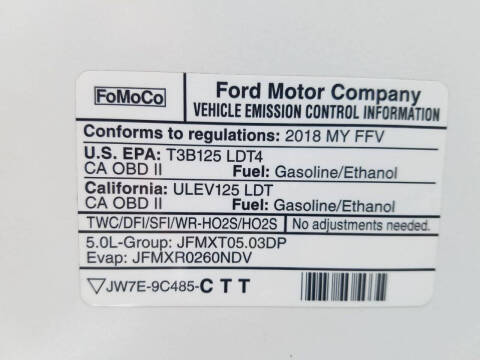 FoMoCo
Ford Motor Company
VEHICLE EMISSION CONTROL INFORMATION
Conforms to regulations: 2018 MY FFV
U.S. EPA: T3B125 LDT4
CA OBD II Fuel: Gasoline/Ethanol
California: ULEV125 LDT
CA OBD II Fuel: Gasoline/Ethanol
TWC/DFI/SFI/WR-HO2S/HO2S No adjustments needed.
5.0L-Group: JFMXT05.03DP
Evap: JFMXR0260NDV
▽JW7E-9C485-CTT